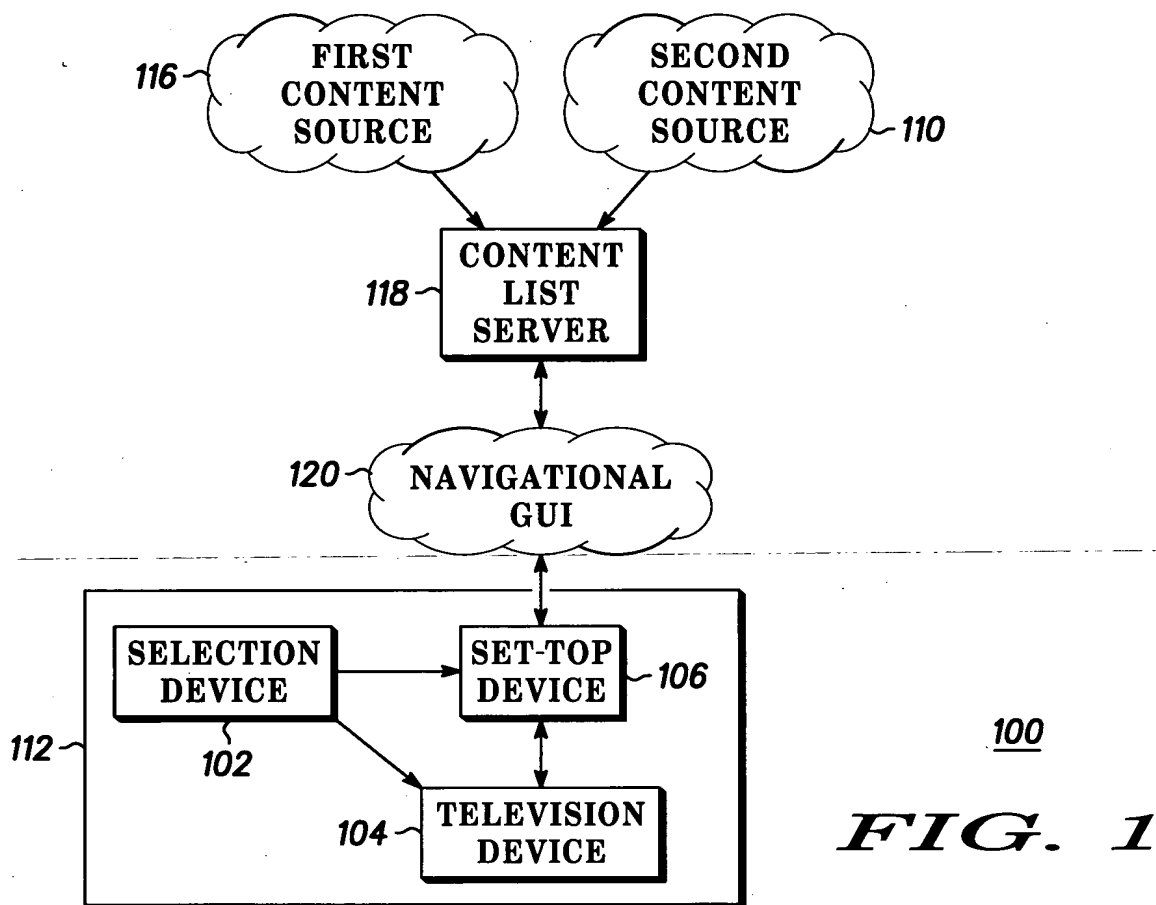 116
FIRST
CONTENT
SOURCE
SECOND
CONTENT
SOURCE
110
118
CONTENT
LIST
SERVER
120
NAVIGATIONAL
GUI
112
SELECTION
DEVICE
102
SET-TOP
DEVICE
106
104
TELEVISION
DEVICE
100
FIG. 1